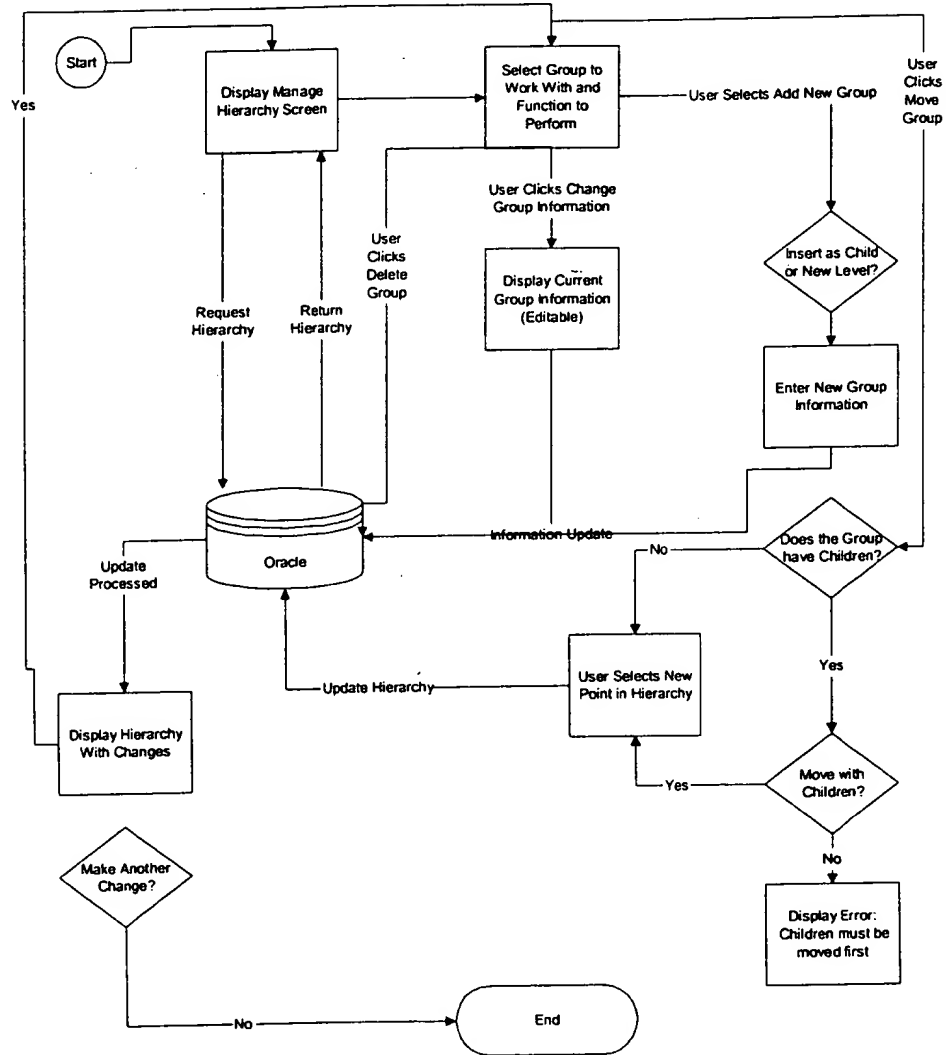 Start
Yes
Display Manage
Hierarchy Screen
Select Group to
Work With and
Function to
Perform
User Selects Add New Group
User
Clicks
Move
Group
User Clicks Change
Group Information
User
Clicks
Delete
Group
Insert as Child
or New Level?
Display Current
Group Information
(Editable)
Request
Hierarchy
Return
Hierarchy
Enter New Group
Information
Oracle
Information Update
Does the Group
have Children?
No
Update
Processed
Yes
User Selects New
Point in Hierarchy
Update Hierarchy
Display Hierarchy
With Changes
Move with
Children?
Yes
No
Make Another
Change?
Display Error:
Children must be
moved first
No
End